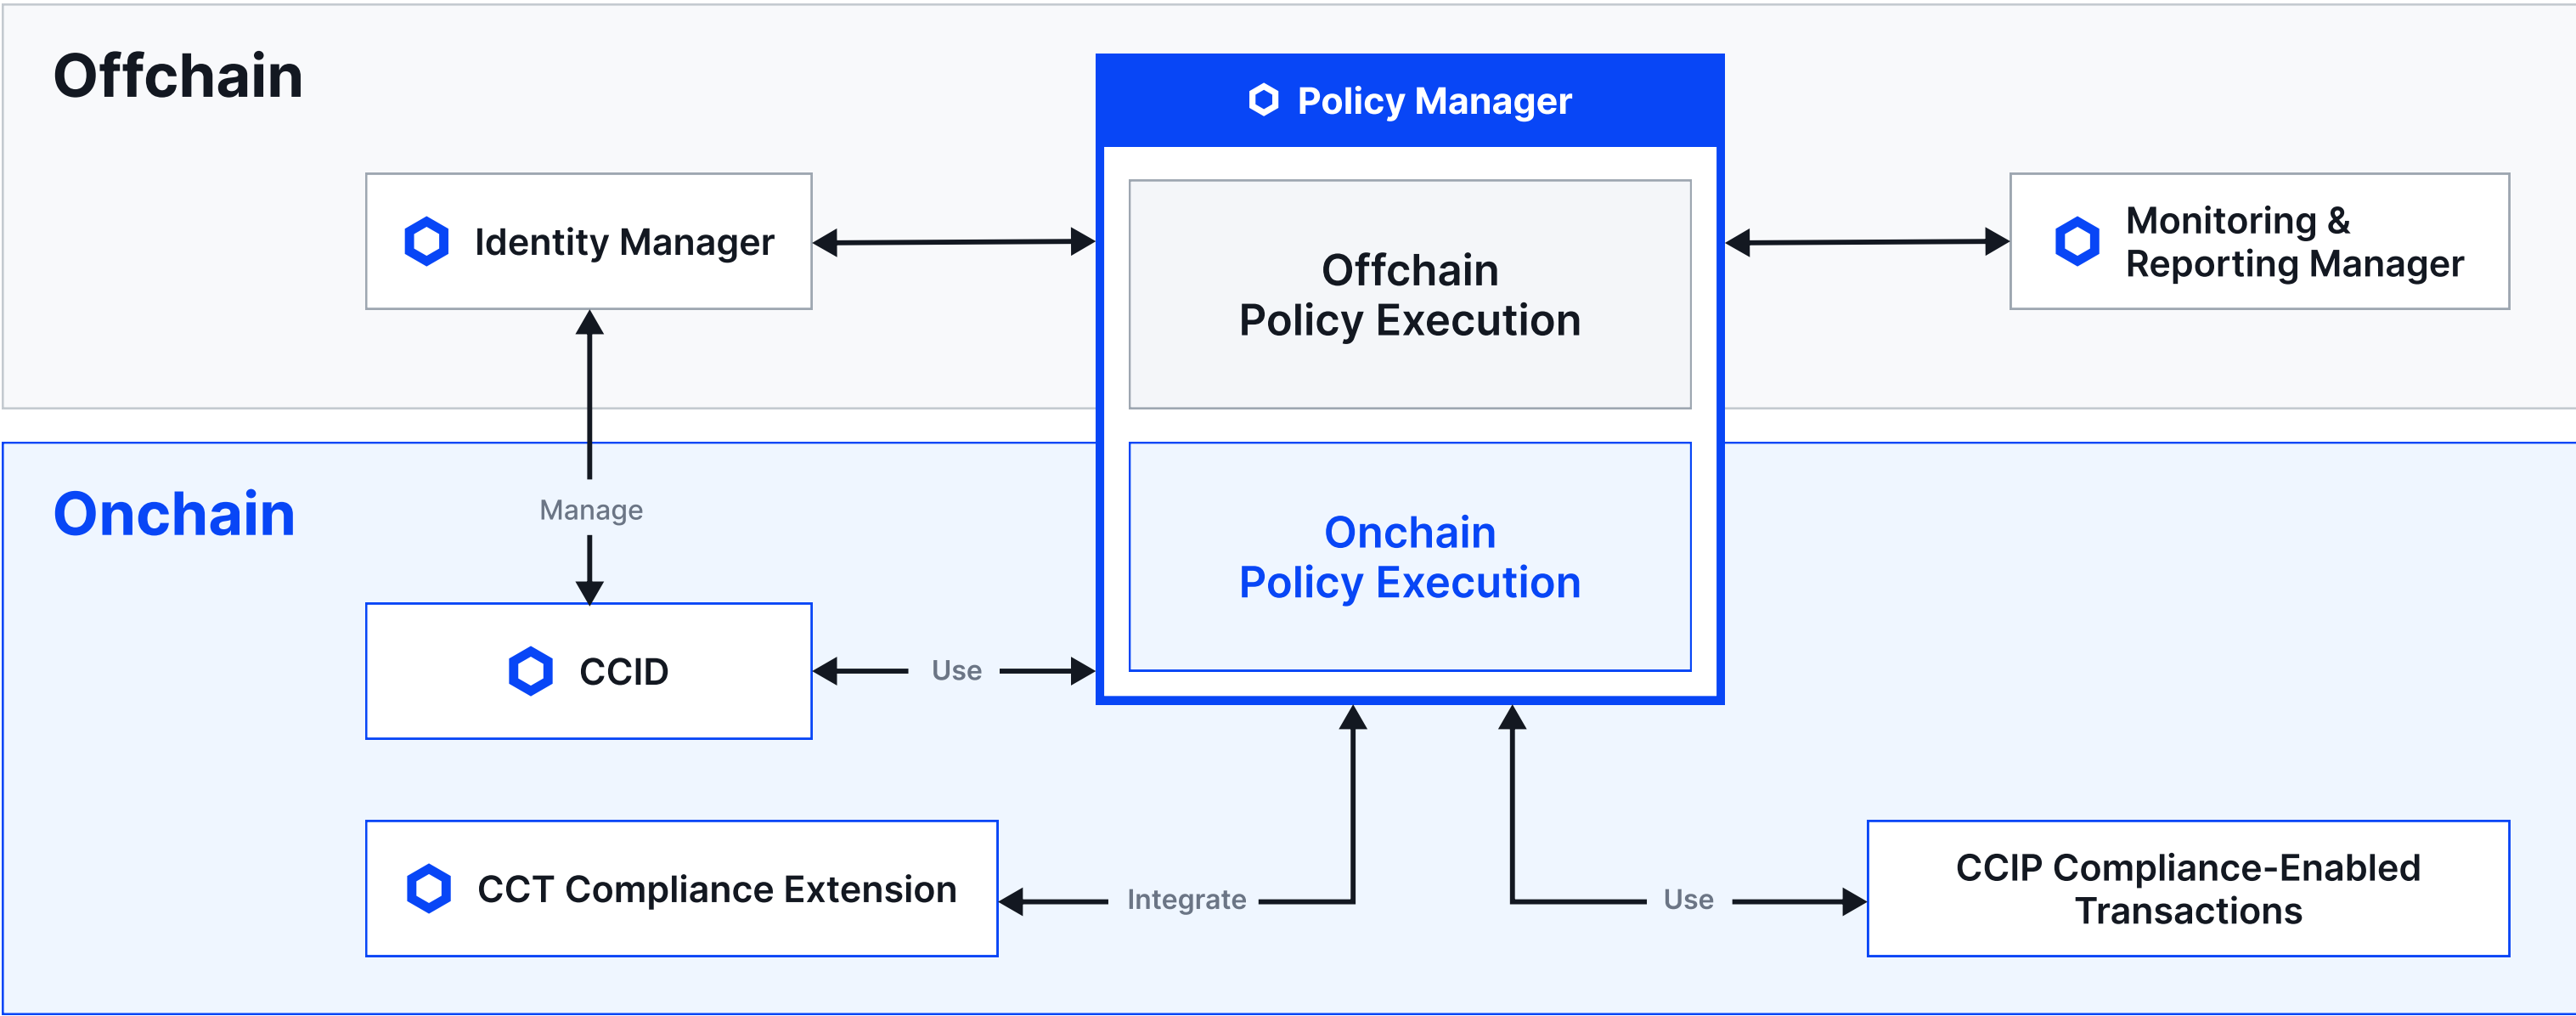 Offchain
Policy Manager
Identity Manager
Offchain
Policy Execution
Monitoring &
Reporting Manager
Onchain
Manage
Onchain
Policy Execution
CCID
Use
CCT Compliance Extension
Integrate
Use
CCIP Compliance-Enabled
Transactions